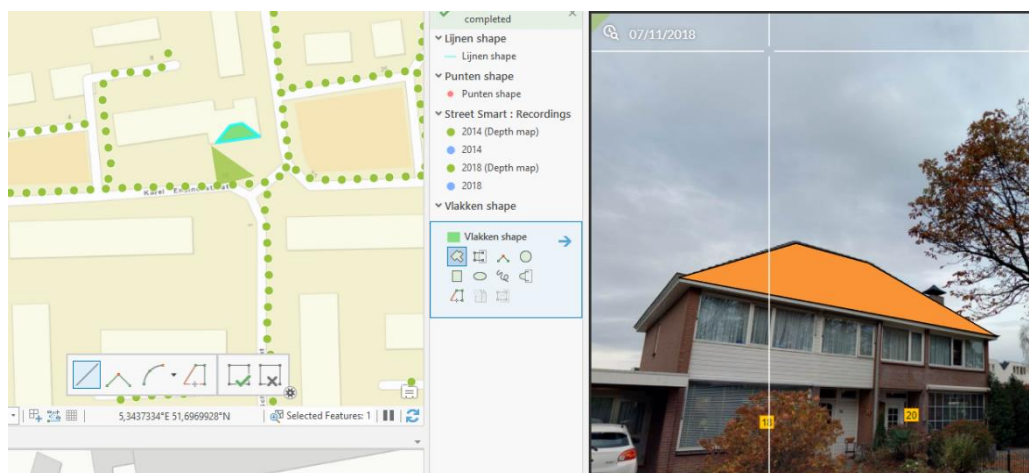 completed
Lijnen shape
Lijnen shape
Punten shape
Punten shape
Street Smart : Recordings
2014 (Depth map)
2014
2018 (Depth map)
2018
Vlakken shape
Vlakken shape
5,3437334°E 51,6969928°N
Selected Features: 1
07/11/2018
18
20